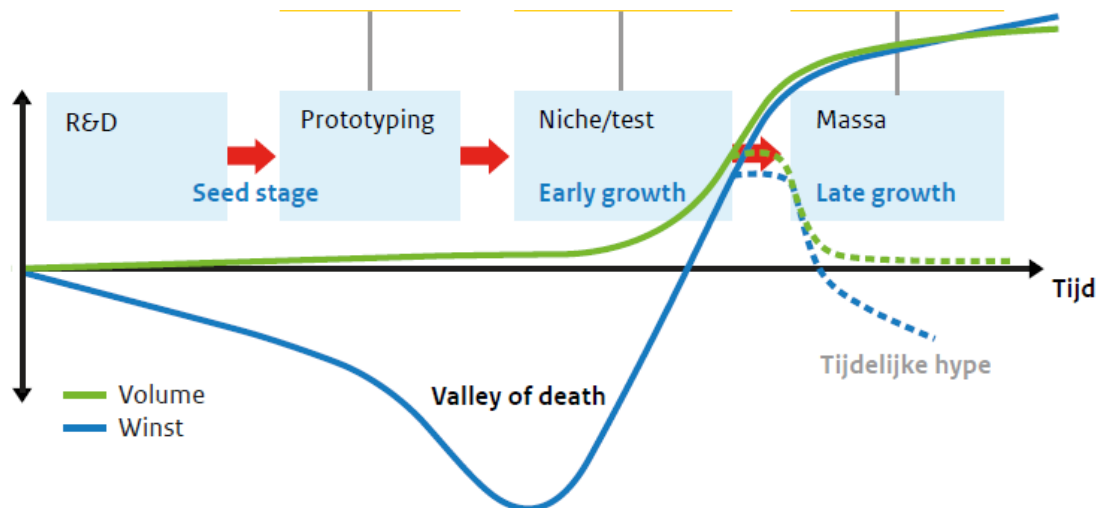 R&D
Prototyping
Niche/test
Massa
Seed stage
Early growth
Late growth
Tijd
Tijdelijke hype
Valley of death
Volume
Winst